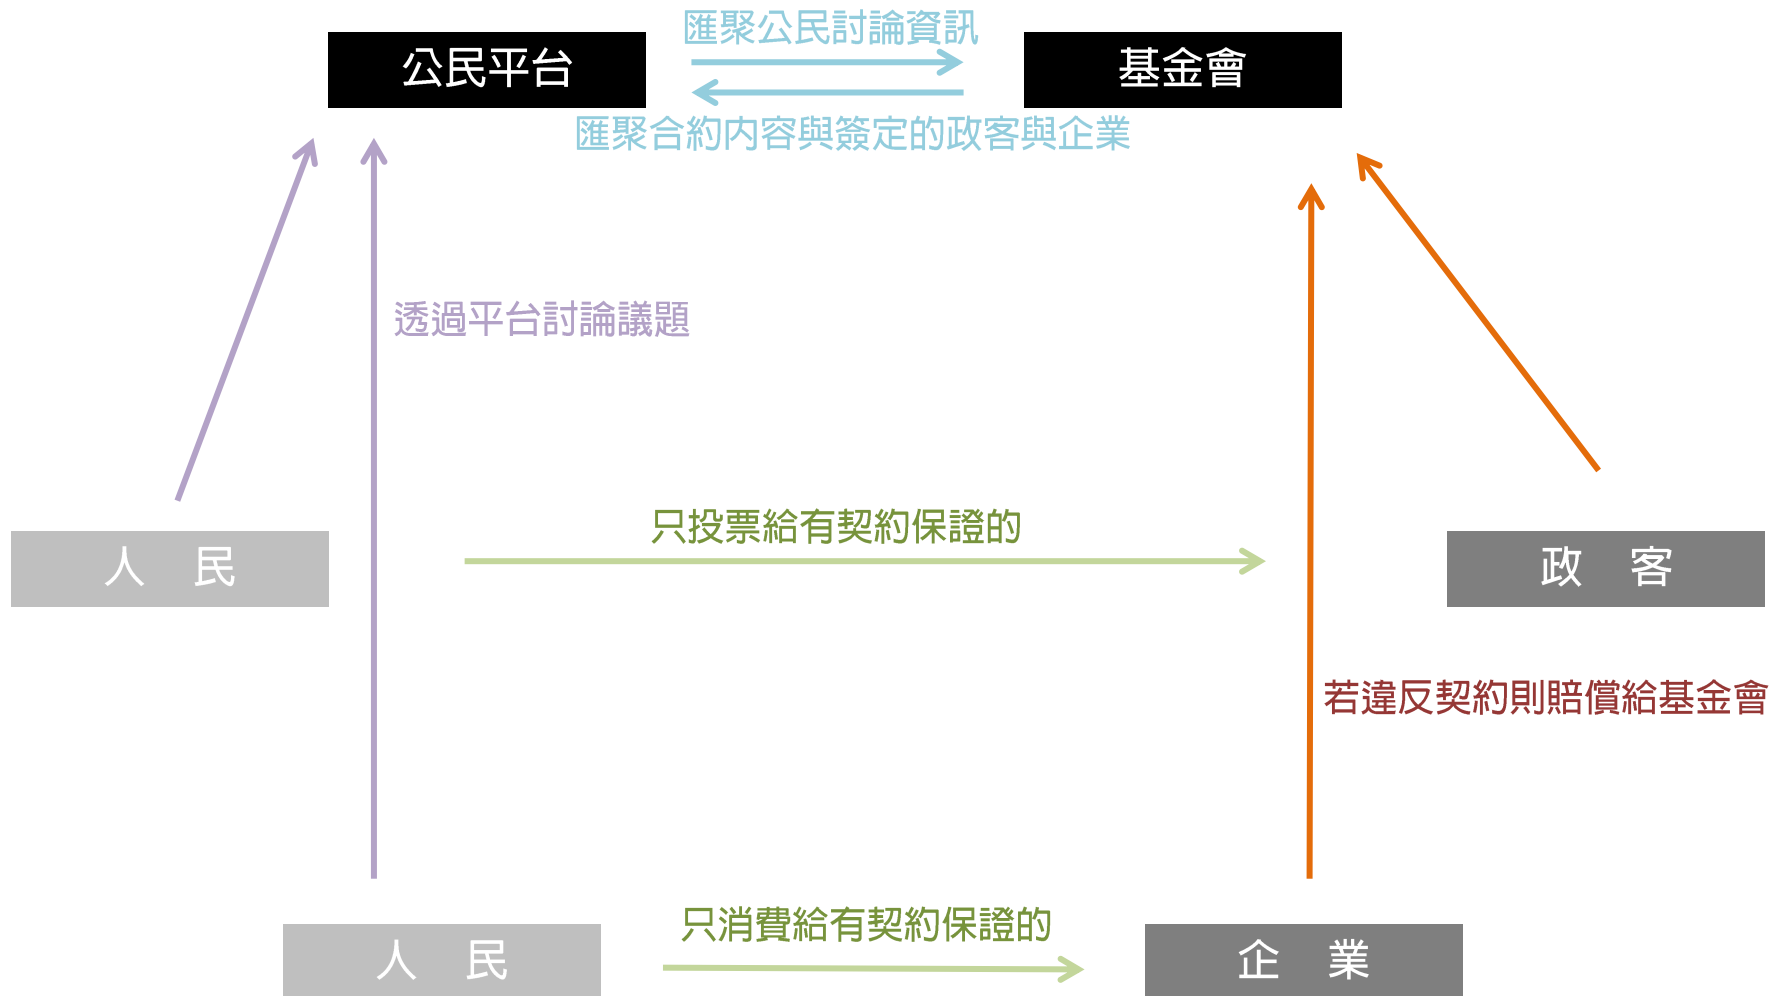 匯聚公民討論資訊
公民平台
基金會
匯聚合約内容與簽定的政客與企業
透過平台討論議題
只投票給有契約保證的
人 民
政 客
若違反契約則賠償給基金會
只消費給有契約保證的
人 民
企 業